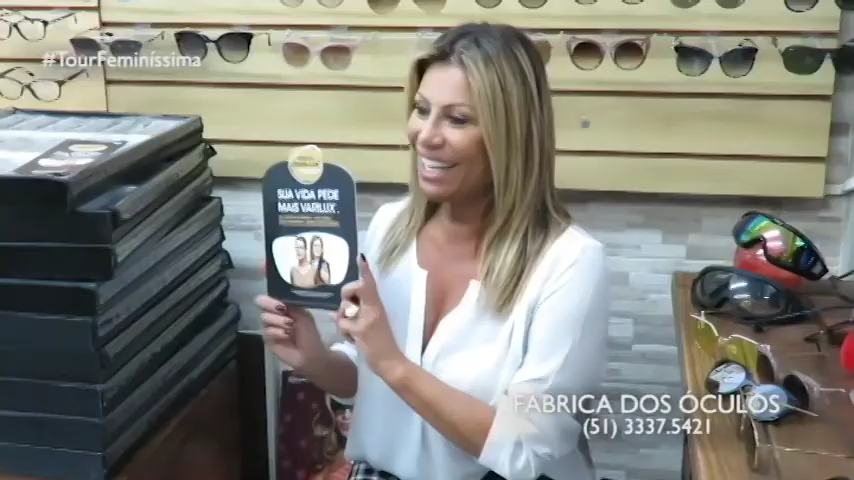 #TourFeminíssima
SUA VIDA PEDE
MAIS VARILUX
FABRICA DOS ÓCULOS
(51) 3337.5421